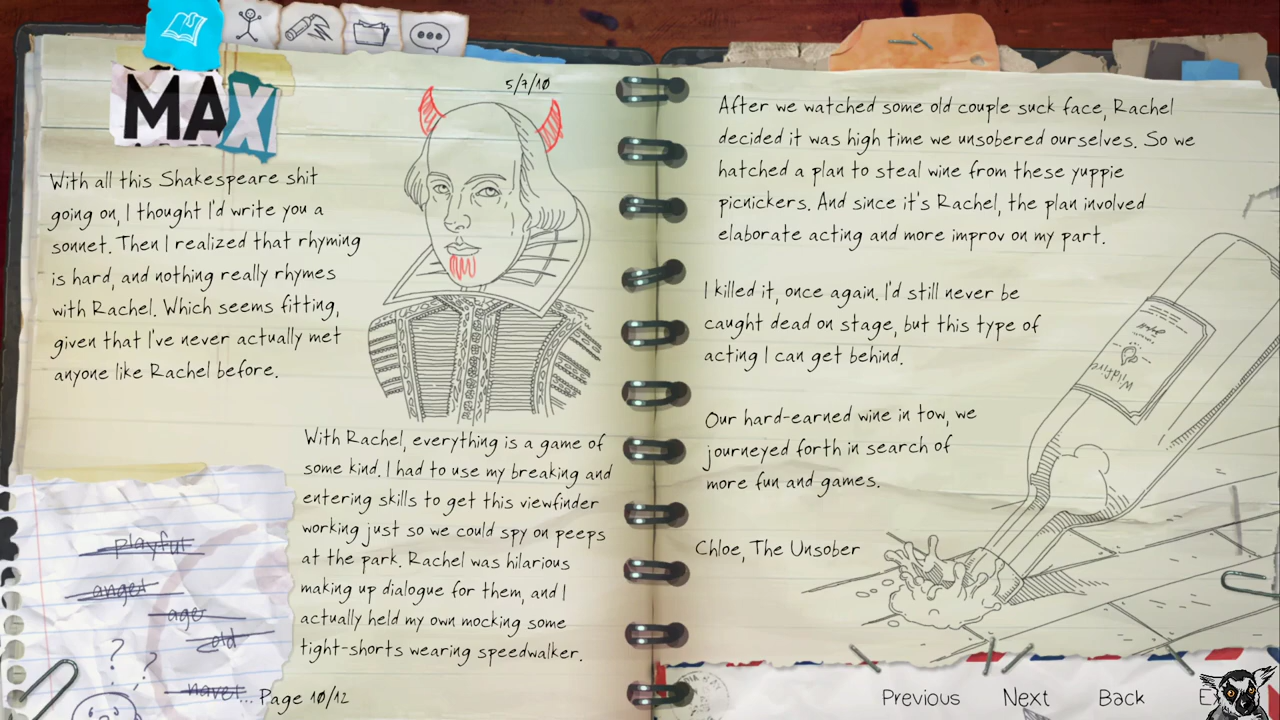 5/7/10
MAX
With all this Shakespeare shit
going on, I thought I'd write you a
sonnet. Then I realized that rhyming
is hard, and nothing really rhymes
with Rachel. Which seems fitting,
given that I've never actually met
anyone like Rachel before.
With Rachel, everything is a game of
some kind. I had to use my breaking and
entering skills to get this viewfinder
working just so we could spy on peeps
at the park. Rachel was hilarious
making up dialogue for them, and I
actually held my own mocking some
tight-shorts wearing speedwalker.
playful
angel
ager
old
navel...
? ?
Page 10/12
After we watched some old couple suck face, Rachel
decided it was high time we unsobered ourselves. So we
hatched a plan to steal wine from these yuppie
picnickers. And since it's Rachel, the plan involved
elaborate acting and more improv on my part.
I killed it, once again. I'd still never be
caught dead on stage, but this type of
acting I can get behind.
Our hard-earned wine in tow, we
journeyed forth in search of
more fun and games.
Chloe, The Unsober
Previous Next Back